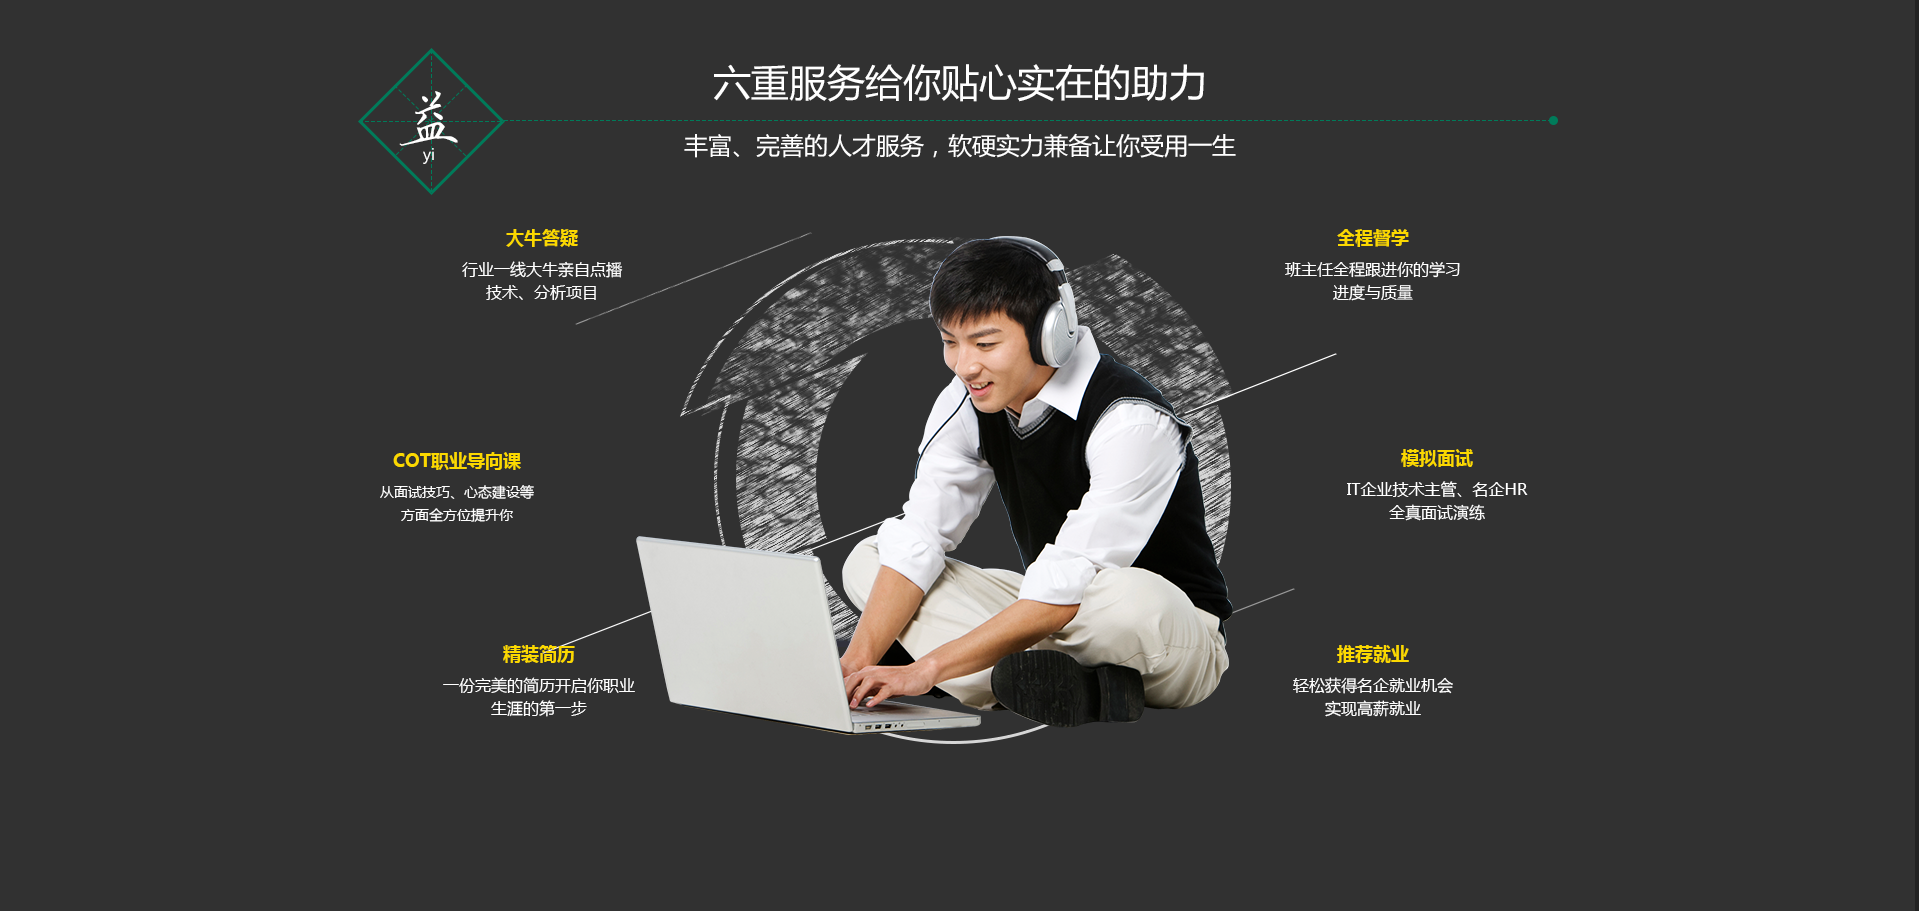 益
yi
六重服务给你贴心实在的助力
丰富、完善的人才服务，软硬实力兼备让你受用一生
大牛答疑
行业一线大牛亲自点播
技术、分析项目
全程督学
班主任全程跟进你的学习
进度与质量
COT职业导向课
从面试技巧、心态建设等
方面全方位提升你
模拟面试
IT企业技术主管、名企HR
全真面试演练
精装简历
一份完美的简历开启你职业
生涯的第一步
推荐就业
轻松获得名企就业机会
实现高薪就业